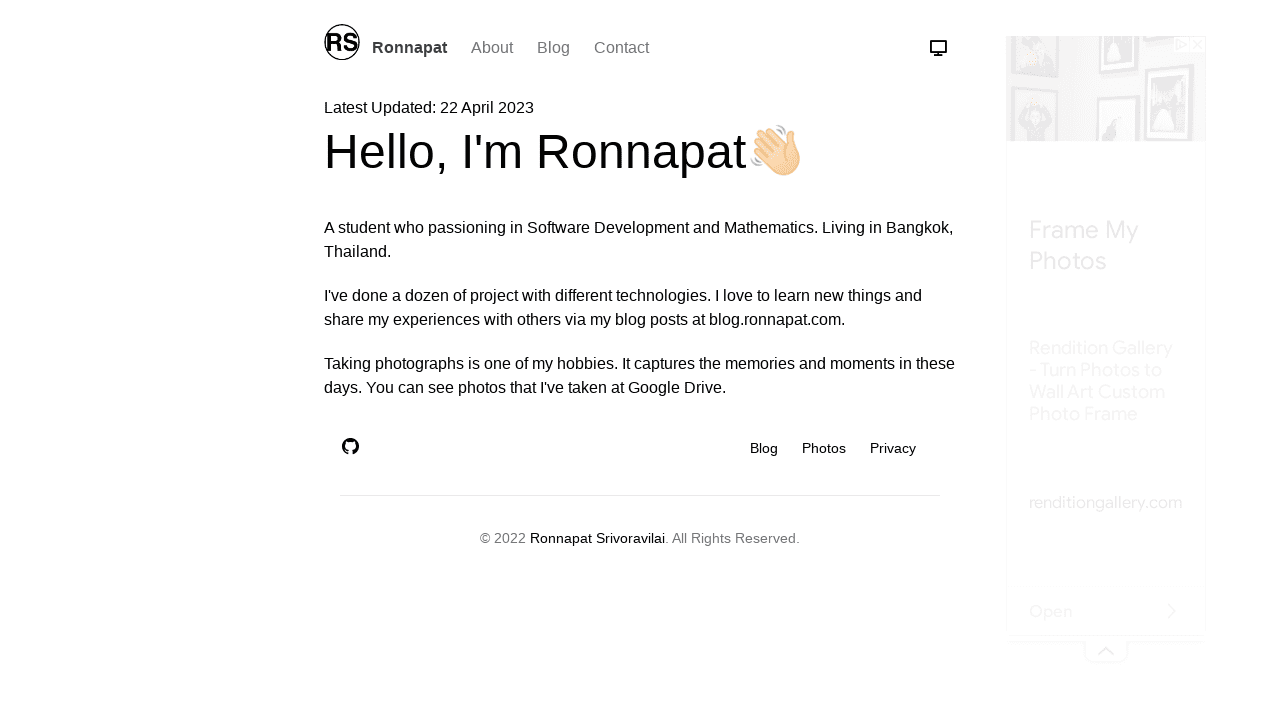 RS
Ronnapat About Blog Contact
Latest Updated: 22 April 2023
Hello, I'm Ronnapat👋🏻
A student who passioning in Software Development and Mathematics. Living in Bangkok,
Thailand.
I've done a dozen of project with different technologies. I love to learn new things and
share my experiences with others via my blog posts at blog.ronnapat.com.
Taking photographs is one of my hobbies. It captures the memories and moments in these
days. You can see photos that I've taken at Google Drive.
Blog Photos Privacy
© 2022 Ronnapat Srivoravilai. All Rights Reserved.
Frame My
Photos
Rendition Gallery
- Turn Photos to
Wall Art Custom
Photo Frame
renditiongallery.com
Open